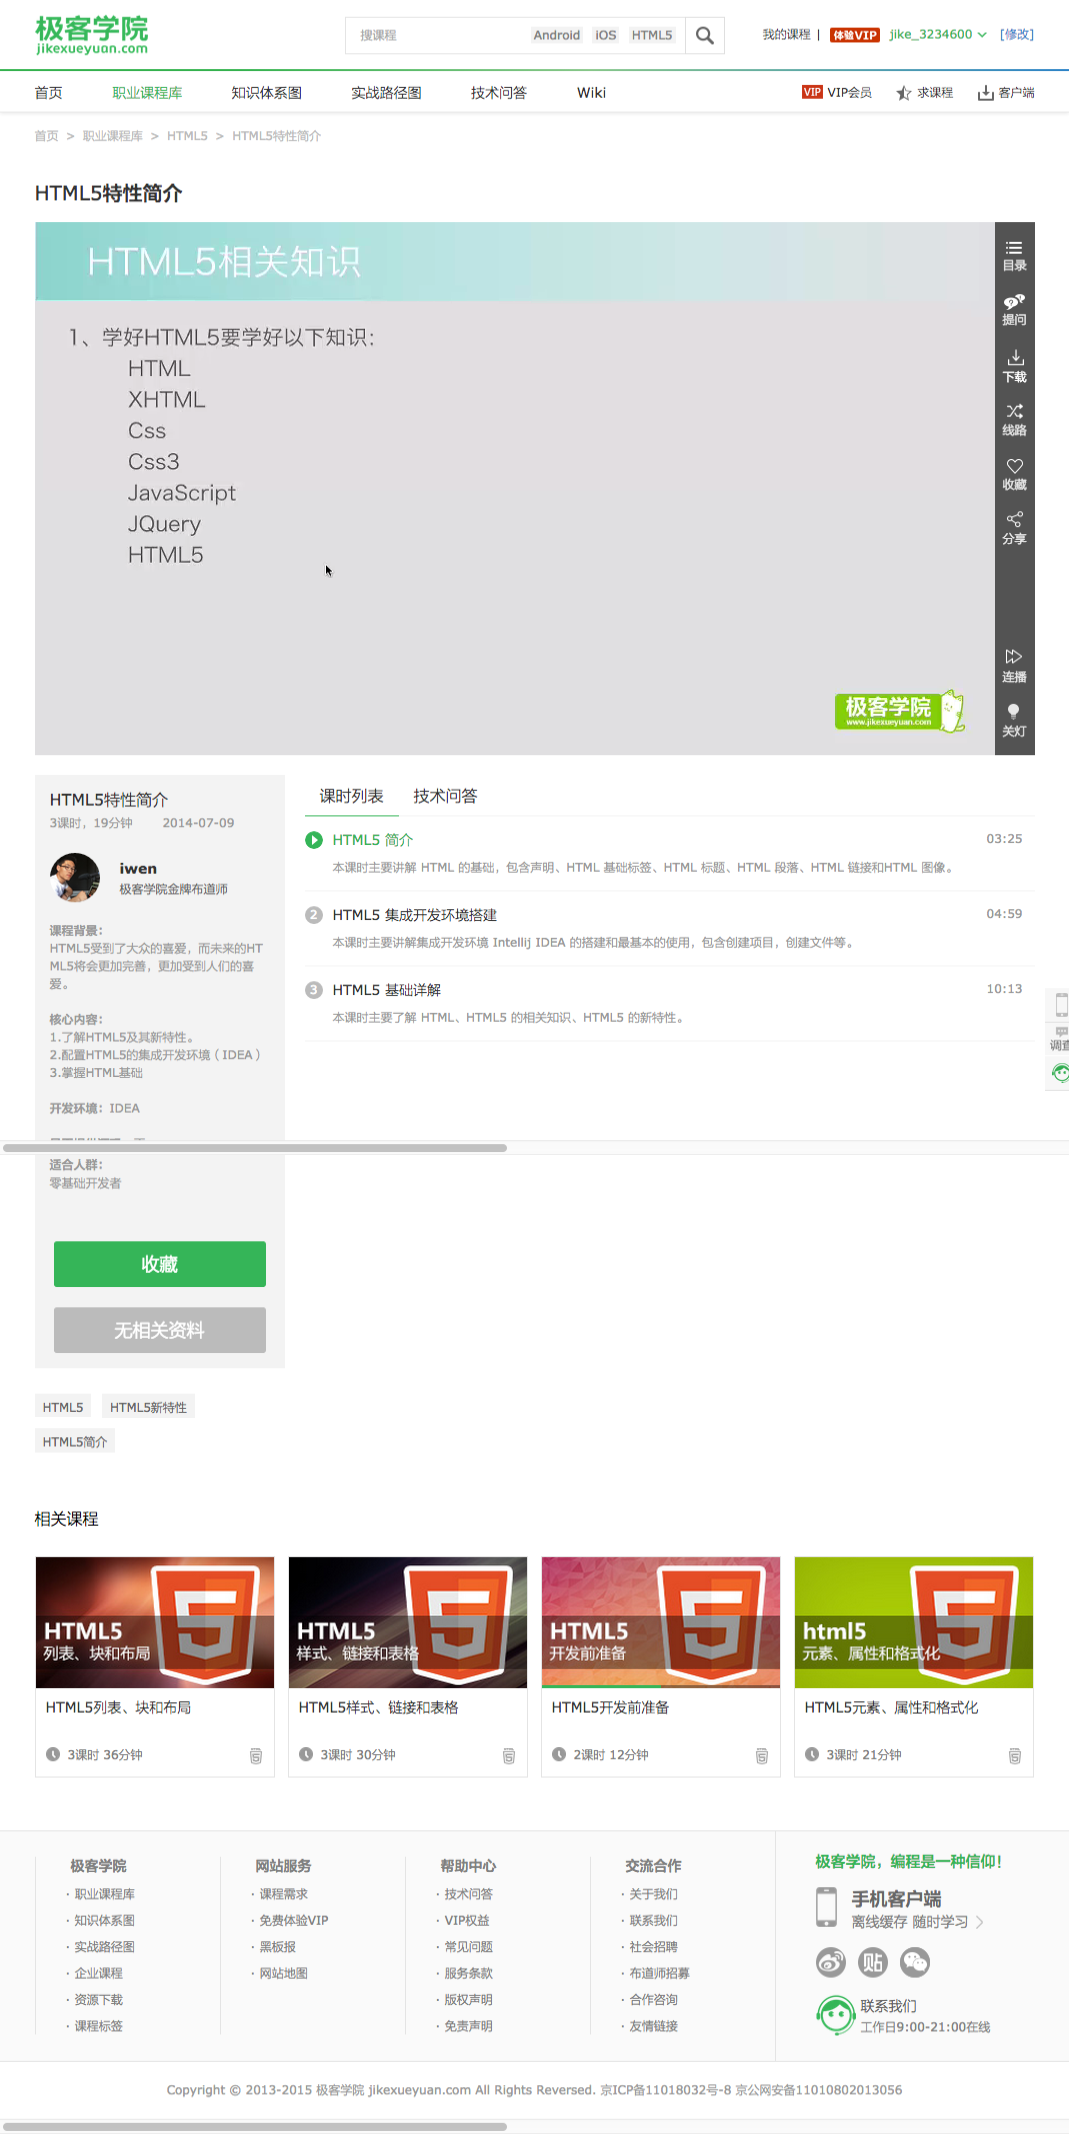 极客学院
jikexueyuan.com
搜课程
Android iOS HTML5
我的课程 | 体验VIP jike_3234600 [修改]
首页 职业课程库 知识体系图 实战路径图 技术问答 Wiki
VIP VIP会员 求课程 客户端
首页 > 职业课程库 > HTML5 > HTML5特性简介
HTML5特性简介
HTML5相关知识
1、学好HTML5要学好以下知识:
HTML
XHTML
Css
Css3
JavaScript
JQuery
HTML5
极客学院
www.jikexueyuan.com
目录
提问
下载
线路
收藏
分享
连播
关灯
HTML5特性简介
3课时，19分钟 2014-07-09
iwen
极客学院金牌布道师
课程背景：
HTML5受到了大众的喜爱，而未来的HT
ML5将会更加完善，更加受到人们的喜
爱。
核心内容：
1.了解HTML5及其新特性。
2.配置HTML5的集成开发环境（IDEA）
3.掌握HTML基础
开发环境：IDEA
课时列表 技术问答
HTML5 简介 03:25
本课时主要讲解 HTML 的基础，包含声明、HTML 基础标签、HTML 标题、HTML 段落、HTML 链接和HTML 图像。
2 HTML5 集成开发环境搭建 04:59
本课时主要讲解集成开发环境 Intellij IDEA 的搭建和最基本的使用，包含创建项目，创建文件等。
3 HTML5 基础详解 10:13
本课时主要了解 HTML、HTML5 的相关知识、HTML5 的新特性。
适合人群：
零基础开发者
收藏
无相关资料
HTML5 HTML5新特性
HTML5简介
相关课程
HTML5
列表、块和布局
HTML5列表、块和布局
3课时 36分钟
HTML5
样式、链接和表格
HTML5样式、链接和表格
3课时 30分钟
HTML5
开发前准备
HTML5开发前准备
2课时 12分钟
html5
元素、属性和格式化
HTML5元素、属性和格式化
3课时 21分钟
极客学院
· 职业课程库
· 知识体系图
· 实战路径图
· 企业课程
· 资源下载
· 课程标签
网站服务
· 课程需求
· 免费体验VIP
· 黑板报
· 网站地图
帮助中心
· 技术问答
· VIP权益
· 常见问题
· 服务条款
· 版权声明
· 免责声明
交流合作
· 关于我们
· 联系我们
· 社会招聘
· 布道师招募
· 合作咨询
· 友情链接
极客学院，编程是一种信仰！
手机客户端
离线缓存 随时学习
贴
联系我们
工作日9:00-21:00在线
Copyright © 2013-2015 极客学院 jikexueyuan.com All Rights Reversed. 京ICP备11018032号-8 京公网安备11010802013056